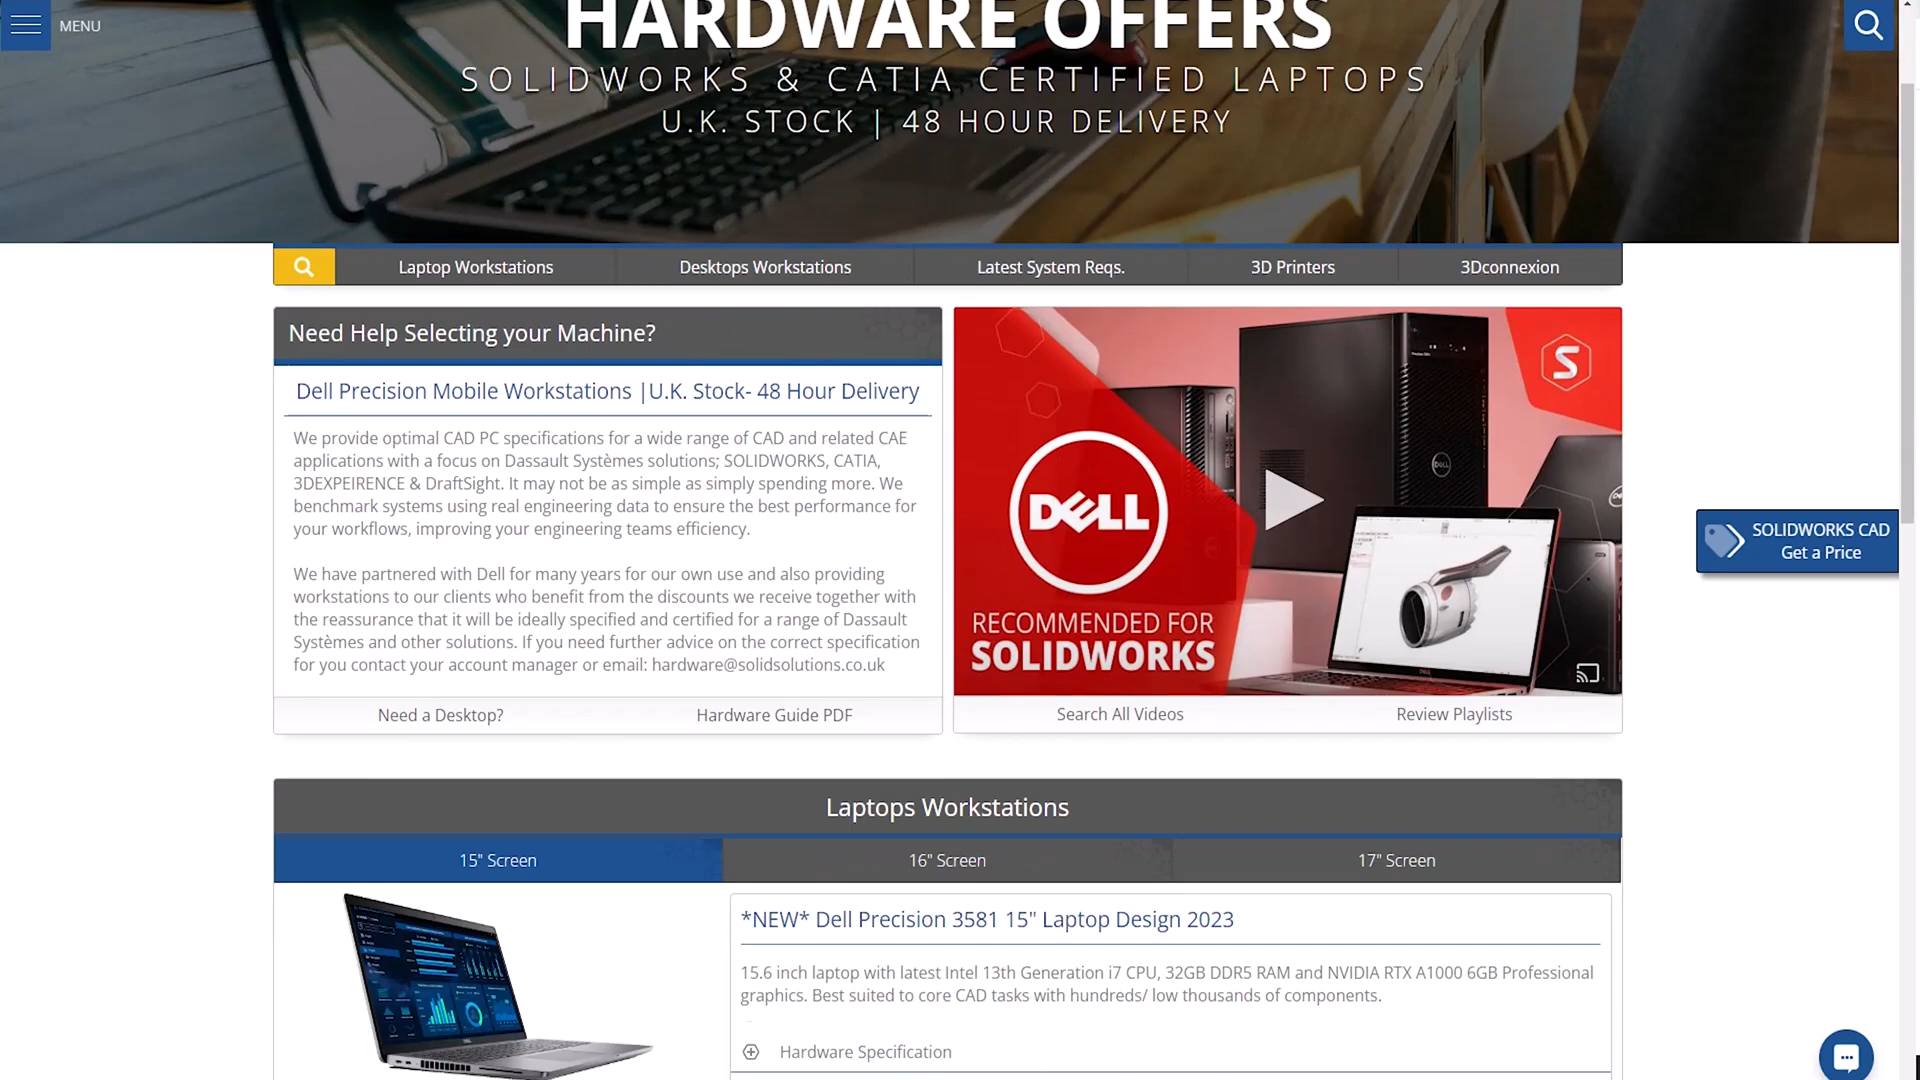 MENU
HARDWARE OFFERS
SOLIDWORKS & CATIA CERTIFIED LAPTOPS
U.K. STOCK | 48 HOUR DELIVERY
Laptop Workstations
Desktops Workstations
Latest System Reqs.
3D Printers
3Dconnexion
Need Help Selecting your Machine?
Dell Precision Mobile Workstations |U.K. Stock- 48 Hour Delivery
We provide optimal CAD PC specifications for a wide range of CAD and related CAE
applications with a focus on Dassault Systèmes solutions; SOLIDWORKS, CATIA,
3DEXPEIRENCE & DraftSight. It may not be as simple as simply spending more. We
benchmark systems using real engineering data to ensure the best performance for
your workflows, improving your engineering teams efficiency.
We have partnered with Dell for many years for our own use and also providing
workstations to our clients who benefit from the discounts we receive together with
the reassurance that it will be ideally specified and certified for a range of Dassault
Systèmes and other solutions. If you need further advice on the correct specification
for you contact your account manager or email: hardware@solidsolutions.co.uk
Need a Desktop?
Hardware Guide PDF
S
DELL
RECOMMENDED FOR
SOLIDWORKS
Search All Videos
Review Playlists
SOLIDWORKS CAD
Get a Price
Laptops Workstations
15" Screen
16" Screen
17" Screen
*NEW* Dell Precision 3581 15" Laptop Design 2023
15.6 inch laptop with latest Intel 13th Generation i7 CPU, 32GB DDR5 RAM and NVIDIA RTX A1000 6GB Professional
graphics. Best suited to core CAD tasks with hundreds/ low thousands of components.
Hardware Specification